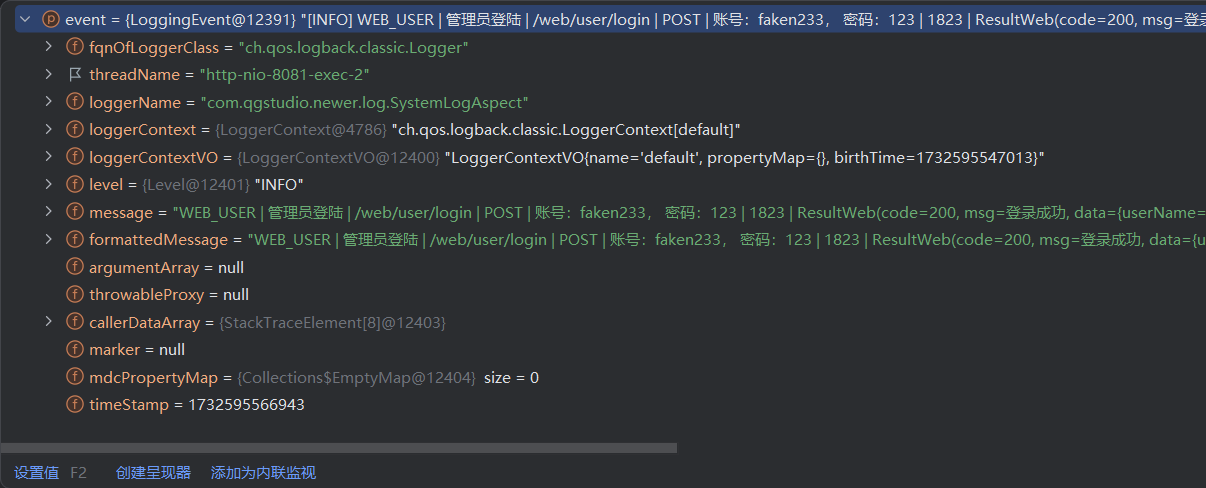 event = {LoggingEvent@12391} "[INFO] WEB_USER | 管理员登陆 | /web/user/login | POST | 账号：faken233， 密码：123 | 1823 | ResultWeb(code=200, msg=登录
fqnOfLoggerClass = "ch.qos.logback.classic.Logger"
threadName = "http-nio-8081-exec-2"
loggerName = "com.qgstudio.newer.log.SystemLogAspect"
loggerContext = {LoggerContext@4786} "ch.qos.logback.classic.LoggerContext[default]"
loggerContextVO = {LoggerContextVO@12400} "LoggerContextVO{name='default', propertyMap={}, birthTime=1732595547013}"
level = {Level@12401} "INFO"
message = "WEB_USER | 管理员登陆 | /web/user/login | POST | 账号：faken233， 密码：123 | 1823 | ResultWeb(code=200, msg=登录成功, data={userName=
formattedMessage = "WEB_USER | 管理员登陆 | /web/user/login | POST | 账号：faken233， 密码：123 | 1823 | ResultWeb(code=200, msg=登录成功, data={u
argumentArray = null
throwableProxy = null
callerDataArray = {StackTraceElement[8]@12403}
marker = null
mdcPropertyMap = {Collections$EmptyMap@12404} size = 0
timeStamp = 1732595566943
设置值 F2 创建呈现器 添加为内联监视